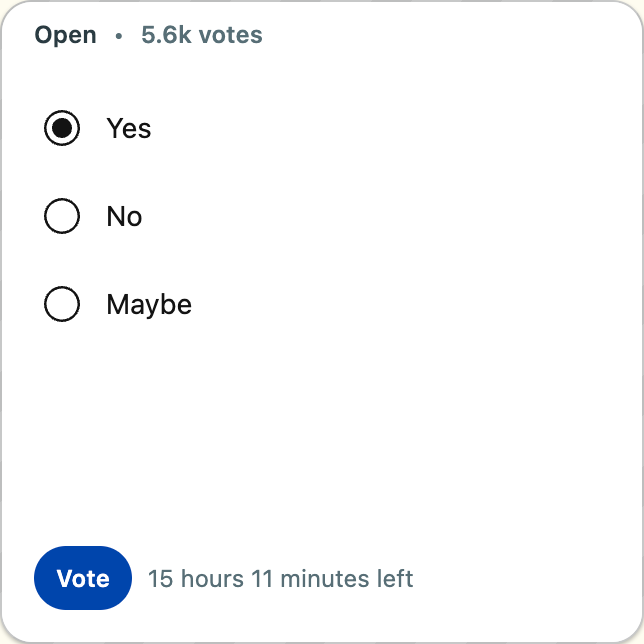 Open • 5.6k votes
Yes
No
Maybe
Vote 15 hours 11 minutes left